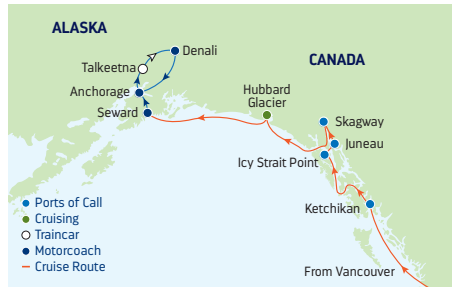 ALASKA
Denali
Talkeetna
CANADA
Anchorage
Hubbard
Glacier
Seward
Skagway
Juneau
Icy Strait Point
Ports of Call
Cruising
Traincar
Motorcoach
Cruise Route
Ketchikan
From Vancouver